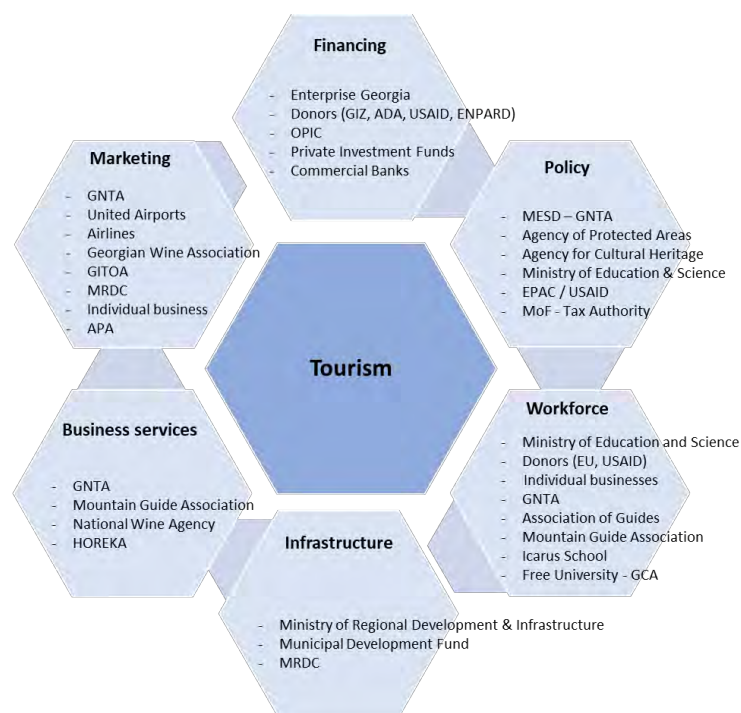 Financing
- Enterprise Georgia
- Donors (GIZ, ADA, USAID, ENPARD)
- OPIC
- Private Investment Funds
- Commercial Banks
Marketing
- GNTA
- United Airports
- Airlines
- Georgian Wine Association
- GITOA
- MRDC
- Individual business
- APA
Policy
- MESD – GNTA
- Agency of Protected Areas
- Agency for Cultural Heritage
- Ministry of Education & Science
- EPAC / USAID
- MoF - Tax Authority
Tourism
Business services
- GNTA
- Mountain Guide Association
- National Wine Agency
- HOREKA
Workforce
- Ministry of Education and Science
- Donors (EU, USAID)
- Individual businesses
- GNTA
- Association of Guides
- Mountain Guide Association
- Icarus School
- Free University - GCA
Infrastructure
- Ministry of Regional Development & Infrastructure
- Municipal Development Fund
- MRDC